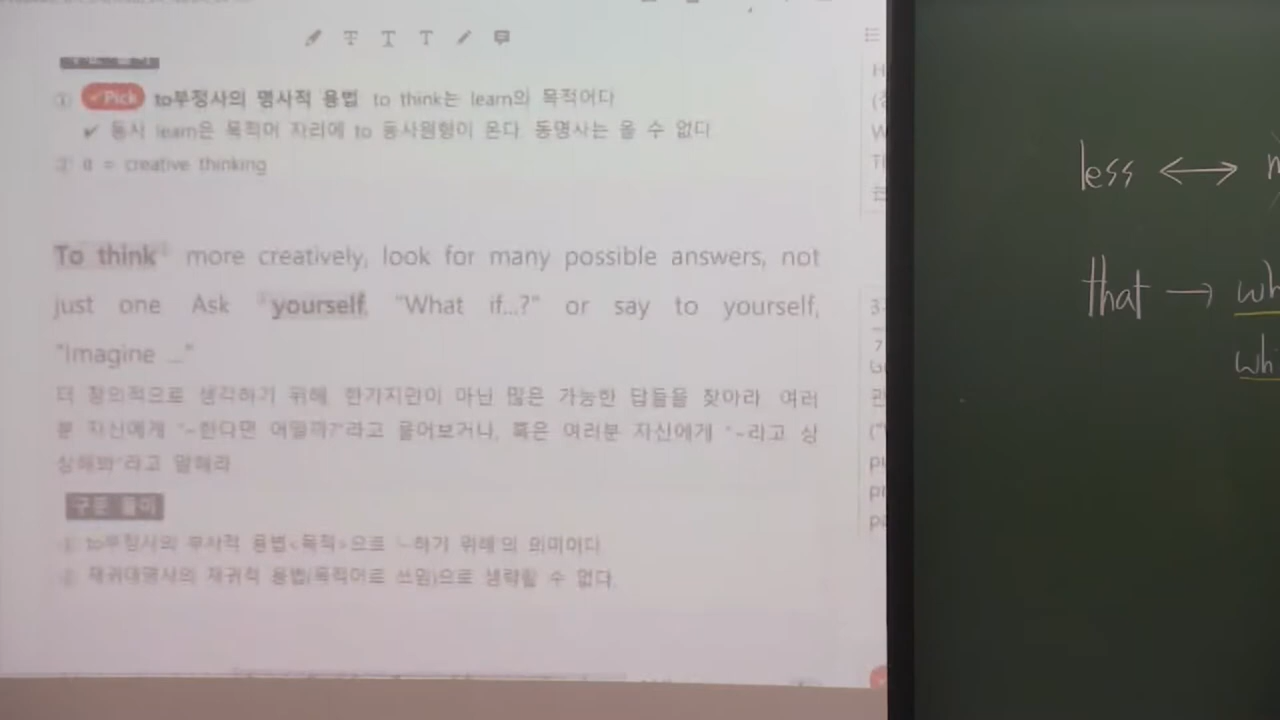 ① ✓Pick to부정사의 명사적 용법 to think는 learn의 목적어다
✔ 동사 learn은 목적어 자리에 to 동사원형이 온다. 동명사는 올 수 없다.
② = creative thinking
To think① more creatively, look for many possible answers, not
just one. Ask ②yourself, "What if...?" or say to yourself,
"Imagine ..."
더 창의적으로 생각하기 위해, 한가지만이 아닌 많은 가능한 답들을 찾아라. 여러
분 자신에게 "~한다면 어떨까?"라고 물어보거나, 혹은 여러분 자신에게 "~라고 상
상해봐"라고 말해라.
구문 풀이
① to부정사의 부사적 용법<목적>으로 '~하기 위해'의 의미이다.
② 재귀대명사의 재귀적 용법(목적어로 쓰임)으로 생략할 수 없다.
less ↔
that →